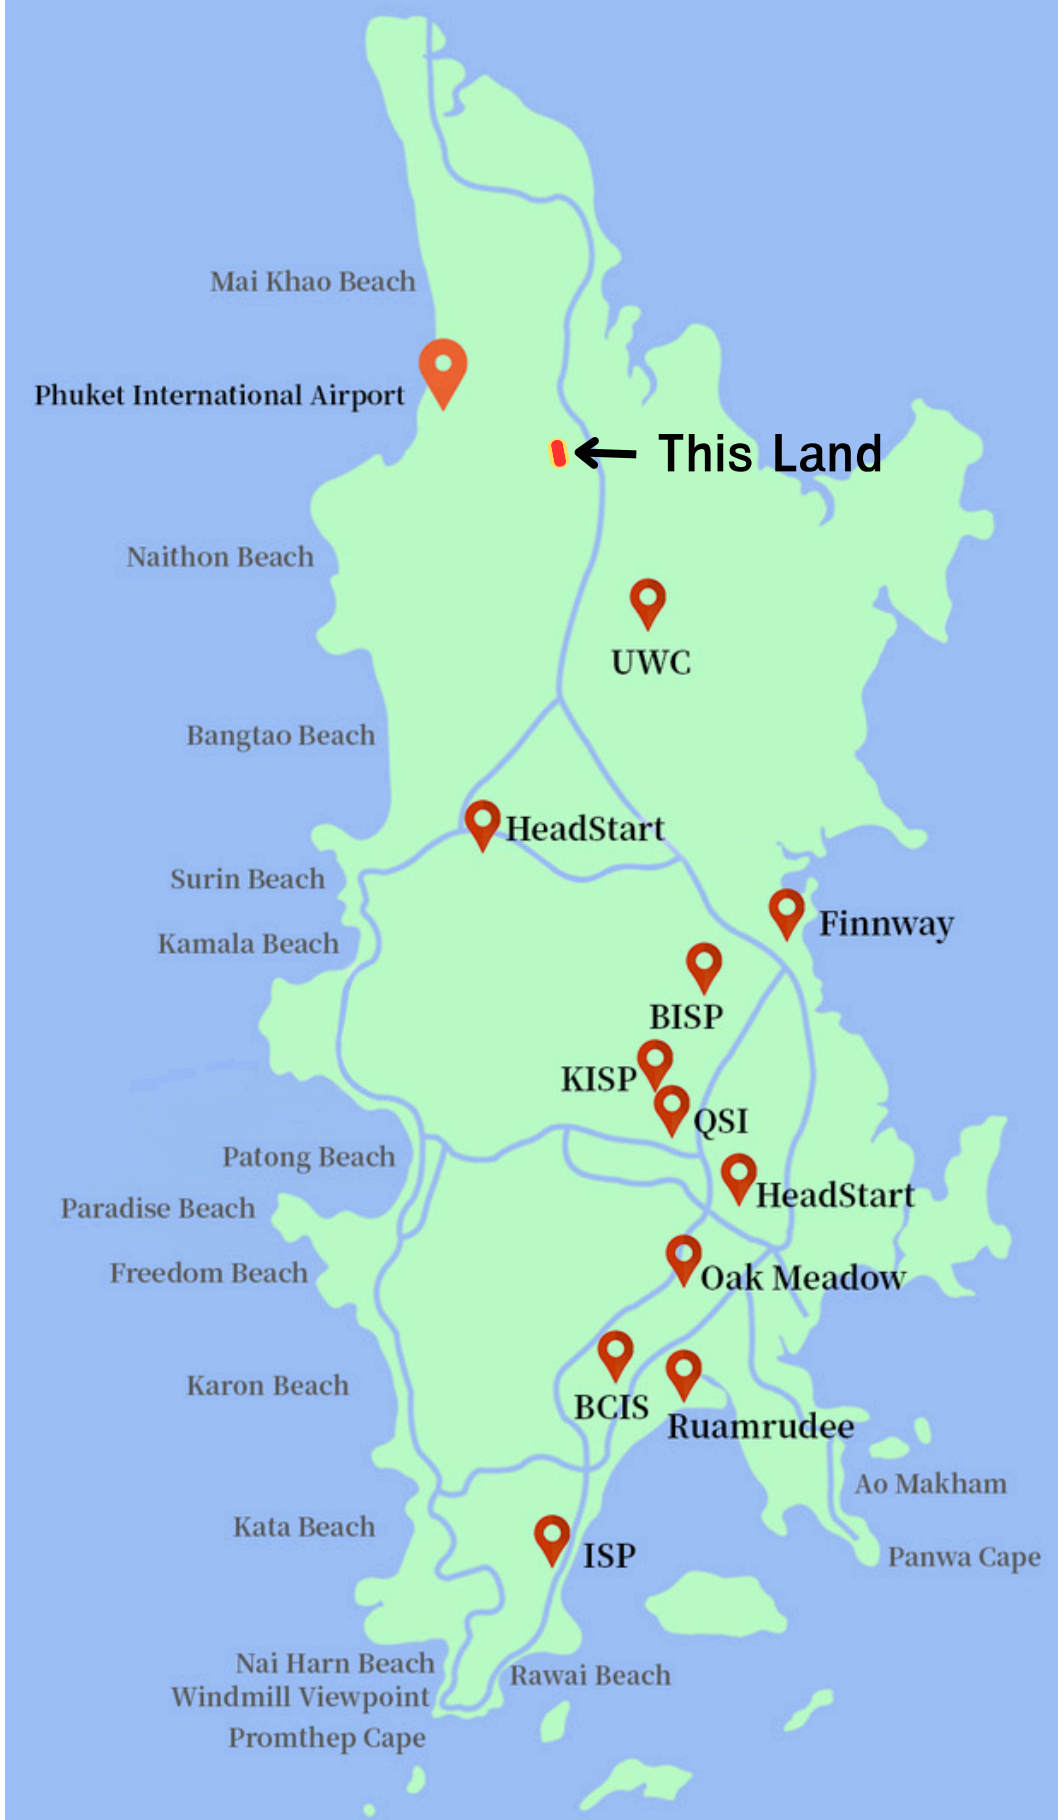 Mai Khao Beach
Phuket International Airport
This Land
Naithon Beach
UWC
Bangtao Beach
HeadStart
Surin Beach
Finnway
Kamala Beach
BISP
KISP
QSI
Patong Beach
HeadStart
Paradise Beach
Freedom Beach
Oak Meadow
Karon Beach
BCIS
Ruamrudee
Ao Makham
Kata Beach
ISP
Panwa Cape
Nai Harn Beach
Rawai Beach
Windmill Viewpoint
Promthep Cape